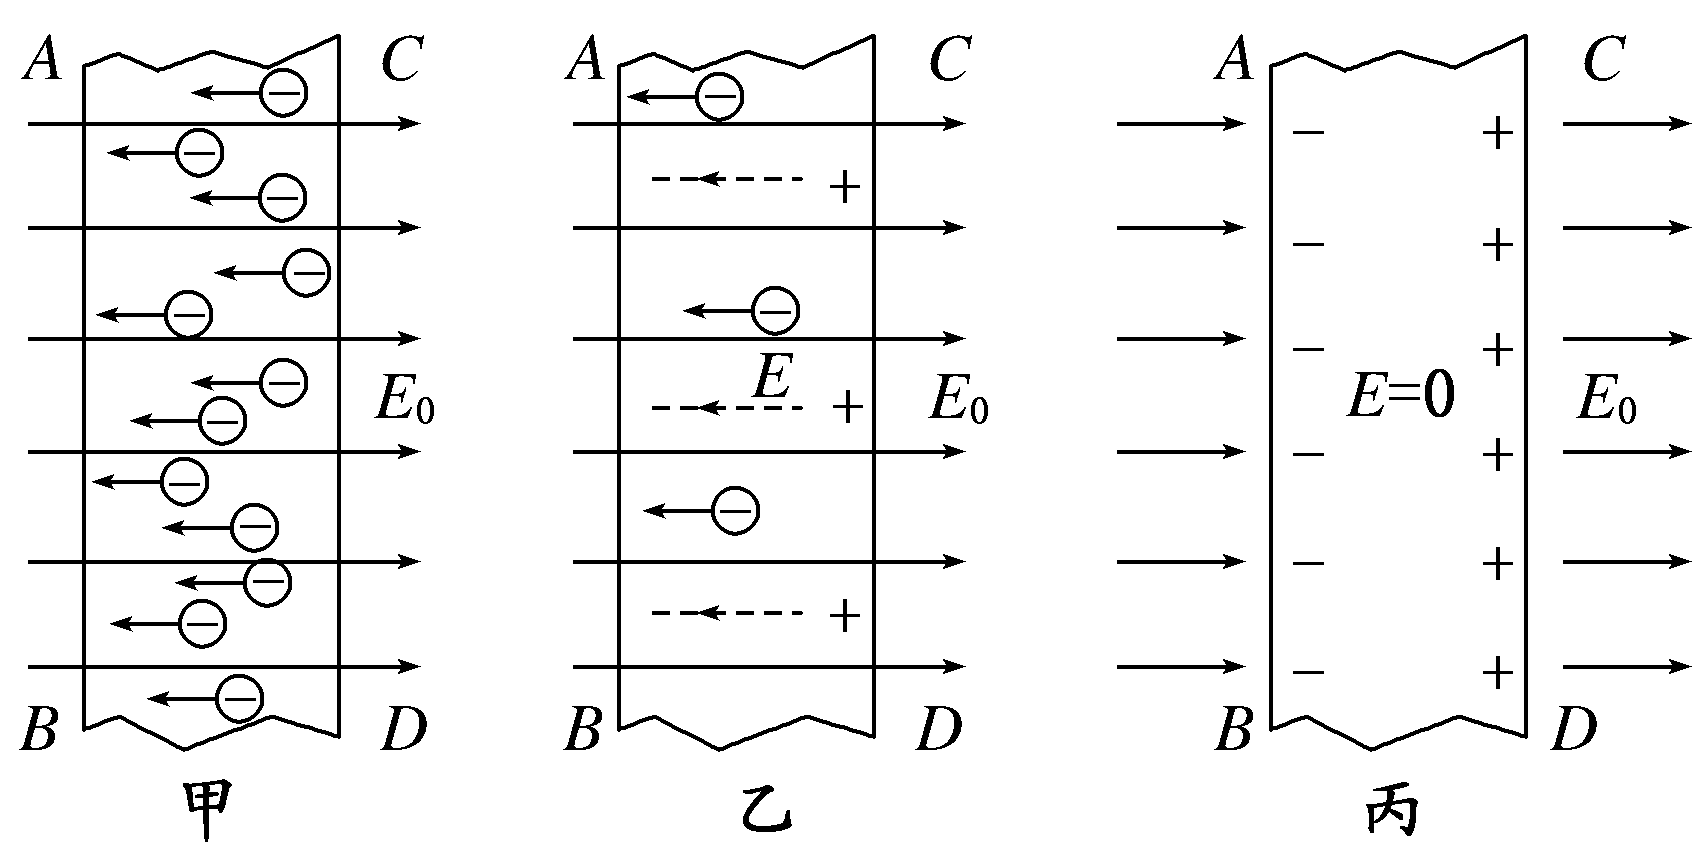 A C A C A C
E
E₀ E₀ E=0 E₀
B D B D B D
甲 乙 丙